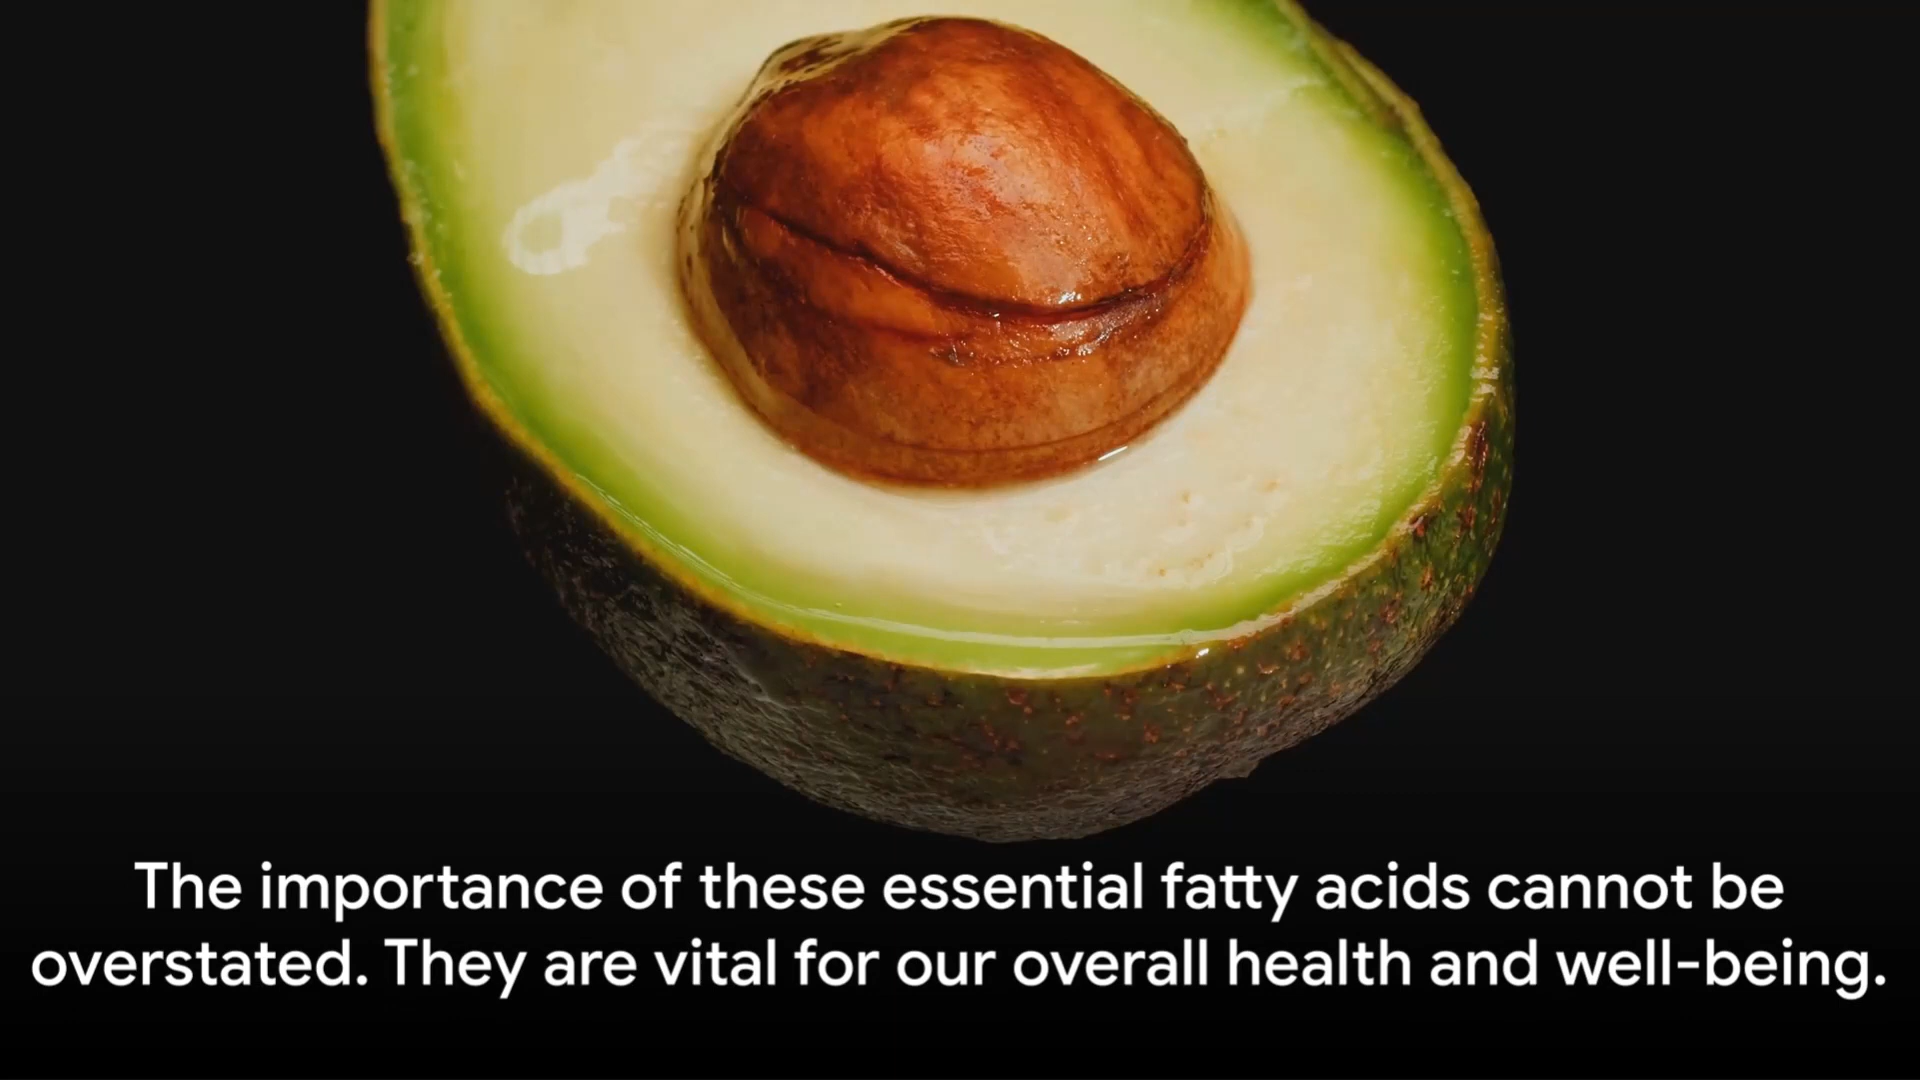 The importance of these essential fatty acids cannot be
overstated. They are vital for our overall health and well-being.